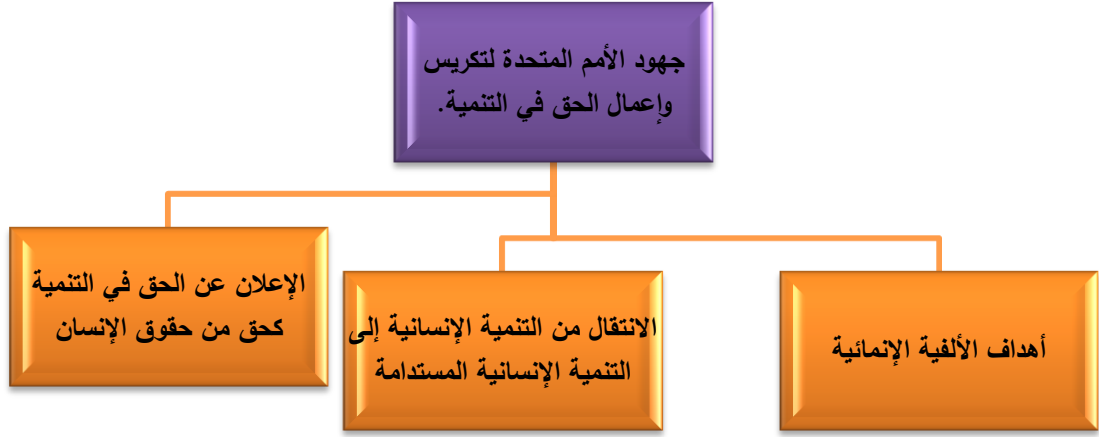 جهود الأمم المتحدة لتكريس
وإعمال الحق في التنمية.
الإعلان عن الحق في التنمية
كحق من حقوق الإنسان
الانتقال من التنمية الإنسانية إلى
التنمية الإنسانية المستدامة
أهداف الألفية الإنمائية